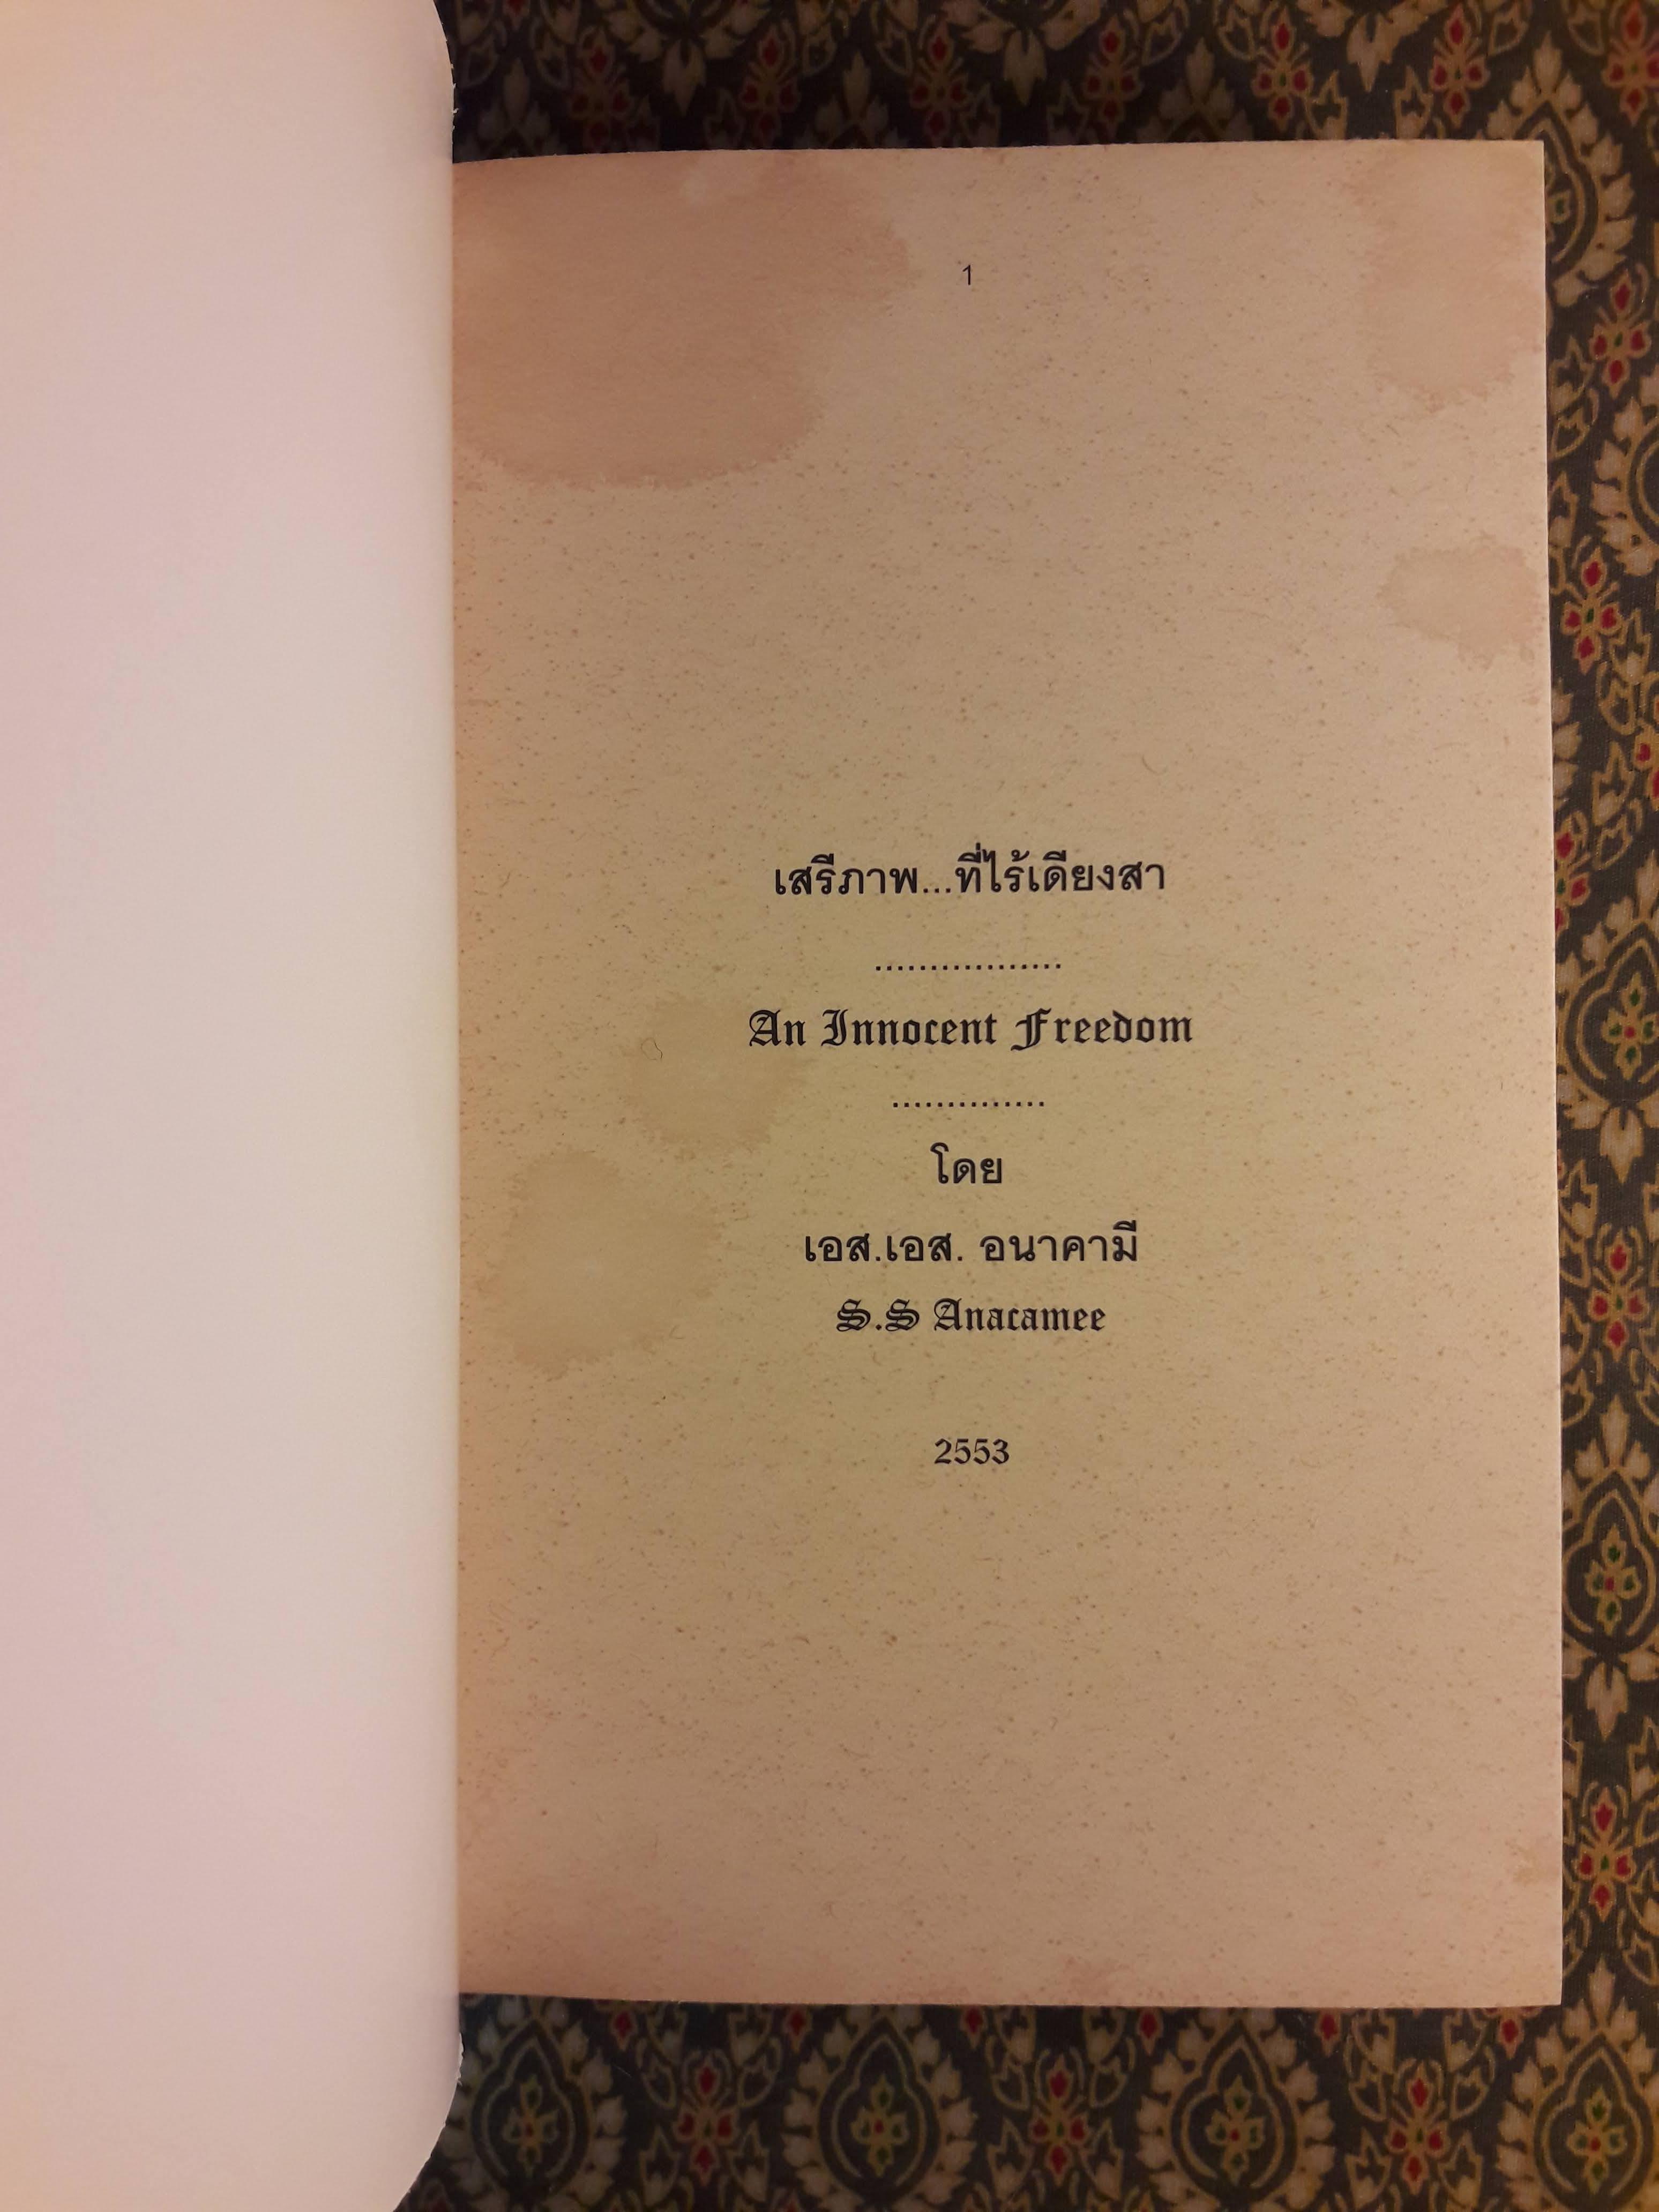 1
เสรีภาพ...ที่ไร้เดียงสา
.................
An Innocent Freedom
..............
โดย
เอส.เอส. อนาคามี
S.S Anacamee
2553